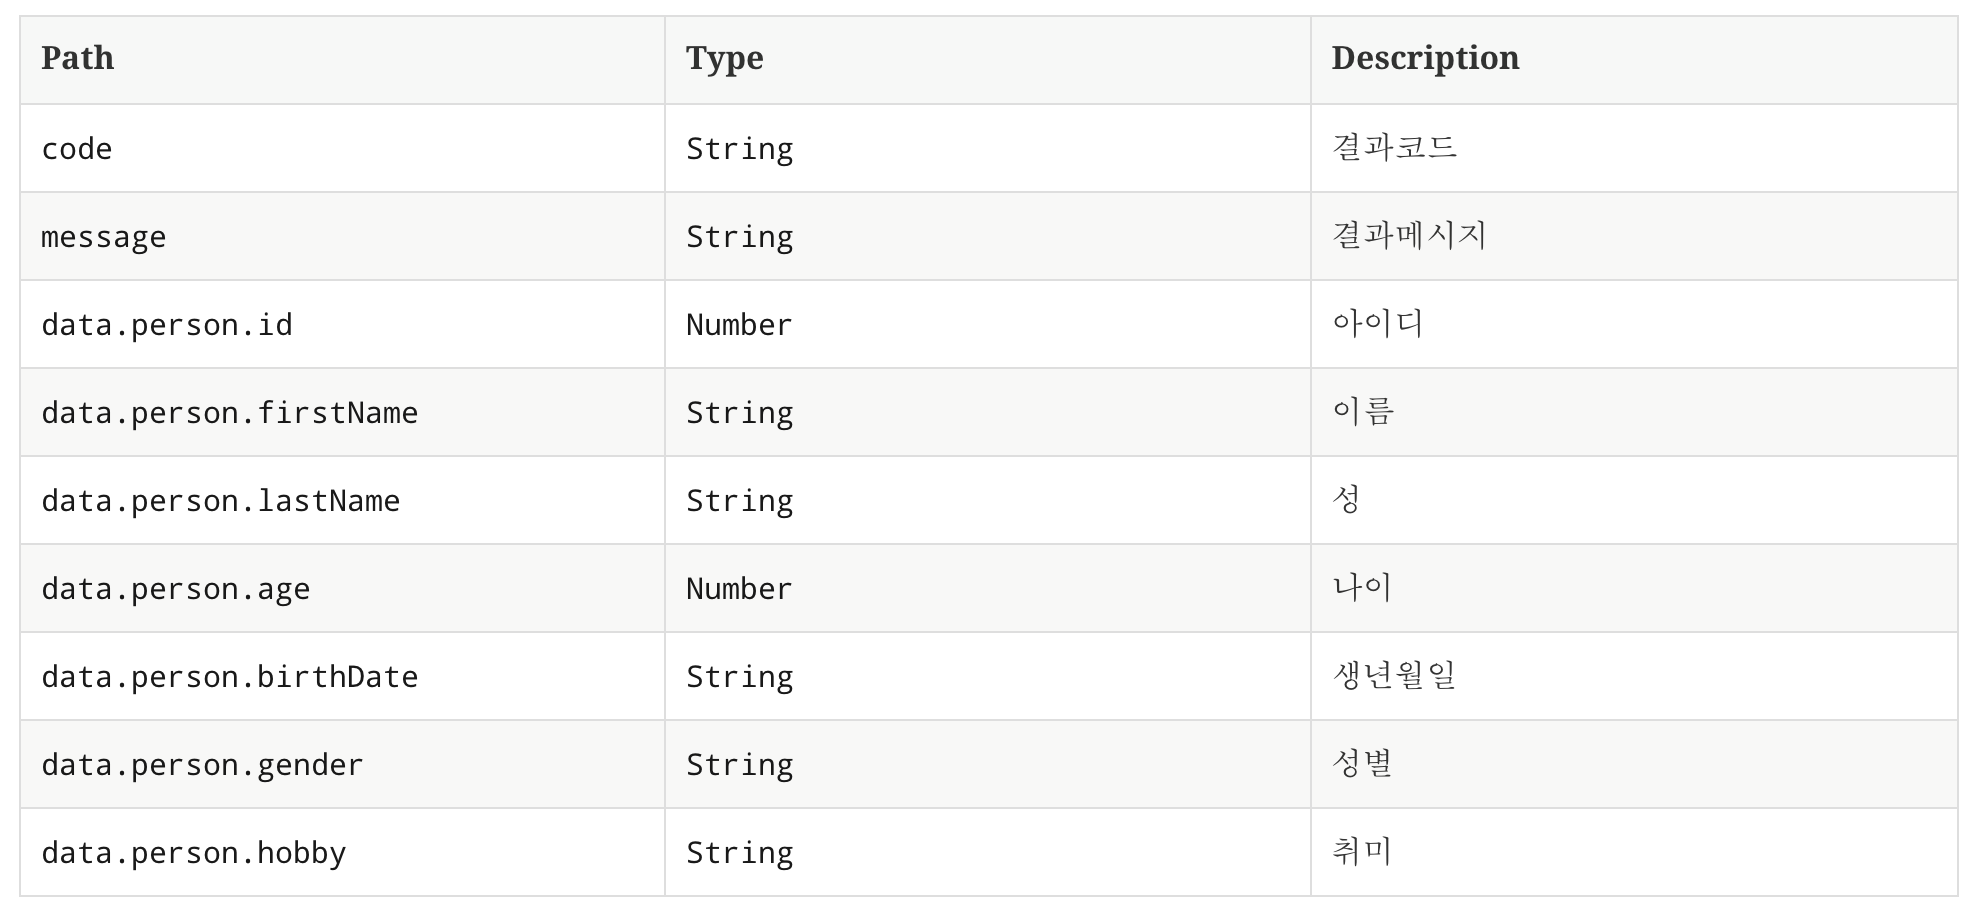 Path Type Description
code String 결과코드
message String 결과메시지
data.person.id Number 아이디
data.person.firstName String 이름
data.person.lastName String 성
data.person.age Number 나이
data.person.birthDate String 생년월일
data.person.gender String 성별
data.person.hobby String 취미